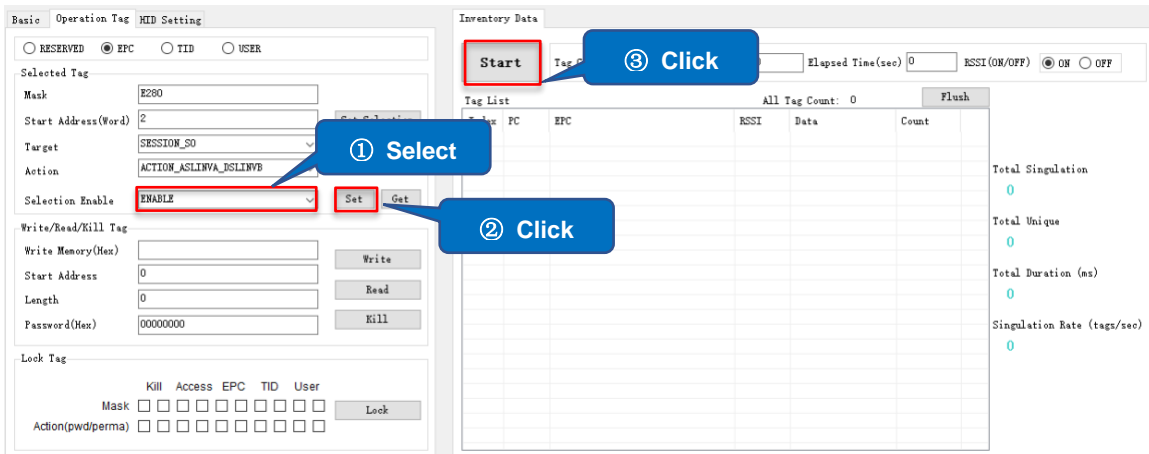 Basic Operation Tag HID Setting
RESERVED EPC TID USER
Selected Tag
Mask E280
Start Address(Word) 2
Target SESSION_S0
Action ACTION_ASLINVA_DSLINVB
Selection Enable ENABLE Set Get
① Select
② Click
Write/Read/Kill Tag
Write Memory(Hex) Write
Start Address 0
Length 0 Read
Password(Hex) 00000000 Kill
Lock Tag
Kill Access EPC TID User
Mask
Action(pwd/perma)
Lock
Inventory Data
Start
③ Click
Elapsed Time(sec) 0 RSSI(ON/OFF) ON OFF
Tag List All Tag Count: 0 Flush
PC EPC RSSI Data Count
Total Singulation
0
Total Unique
0
Total Duration (ms)
0
Singulation Rate (tags/sec)
0